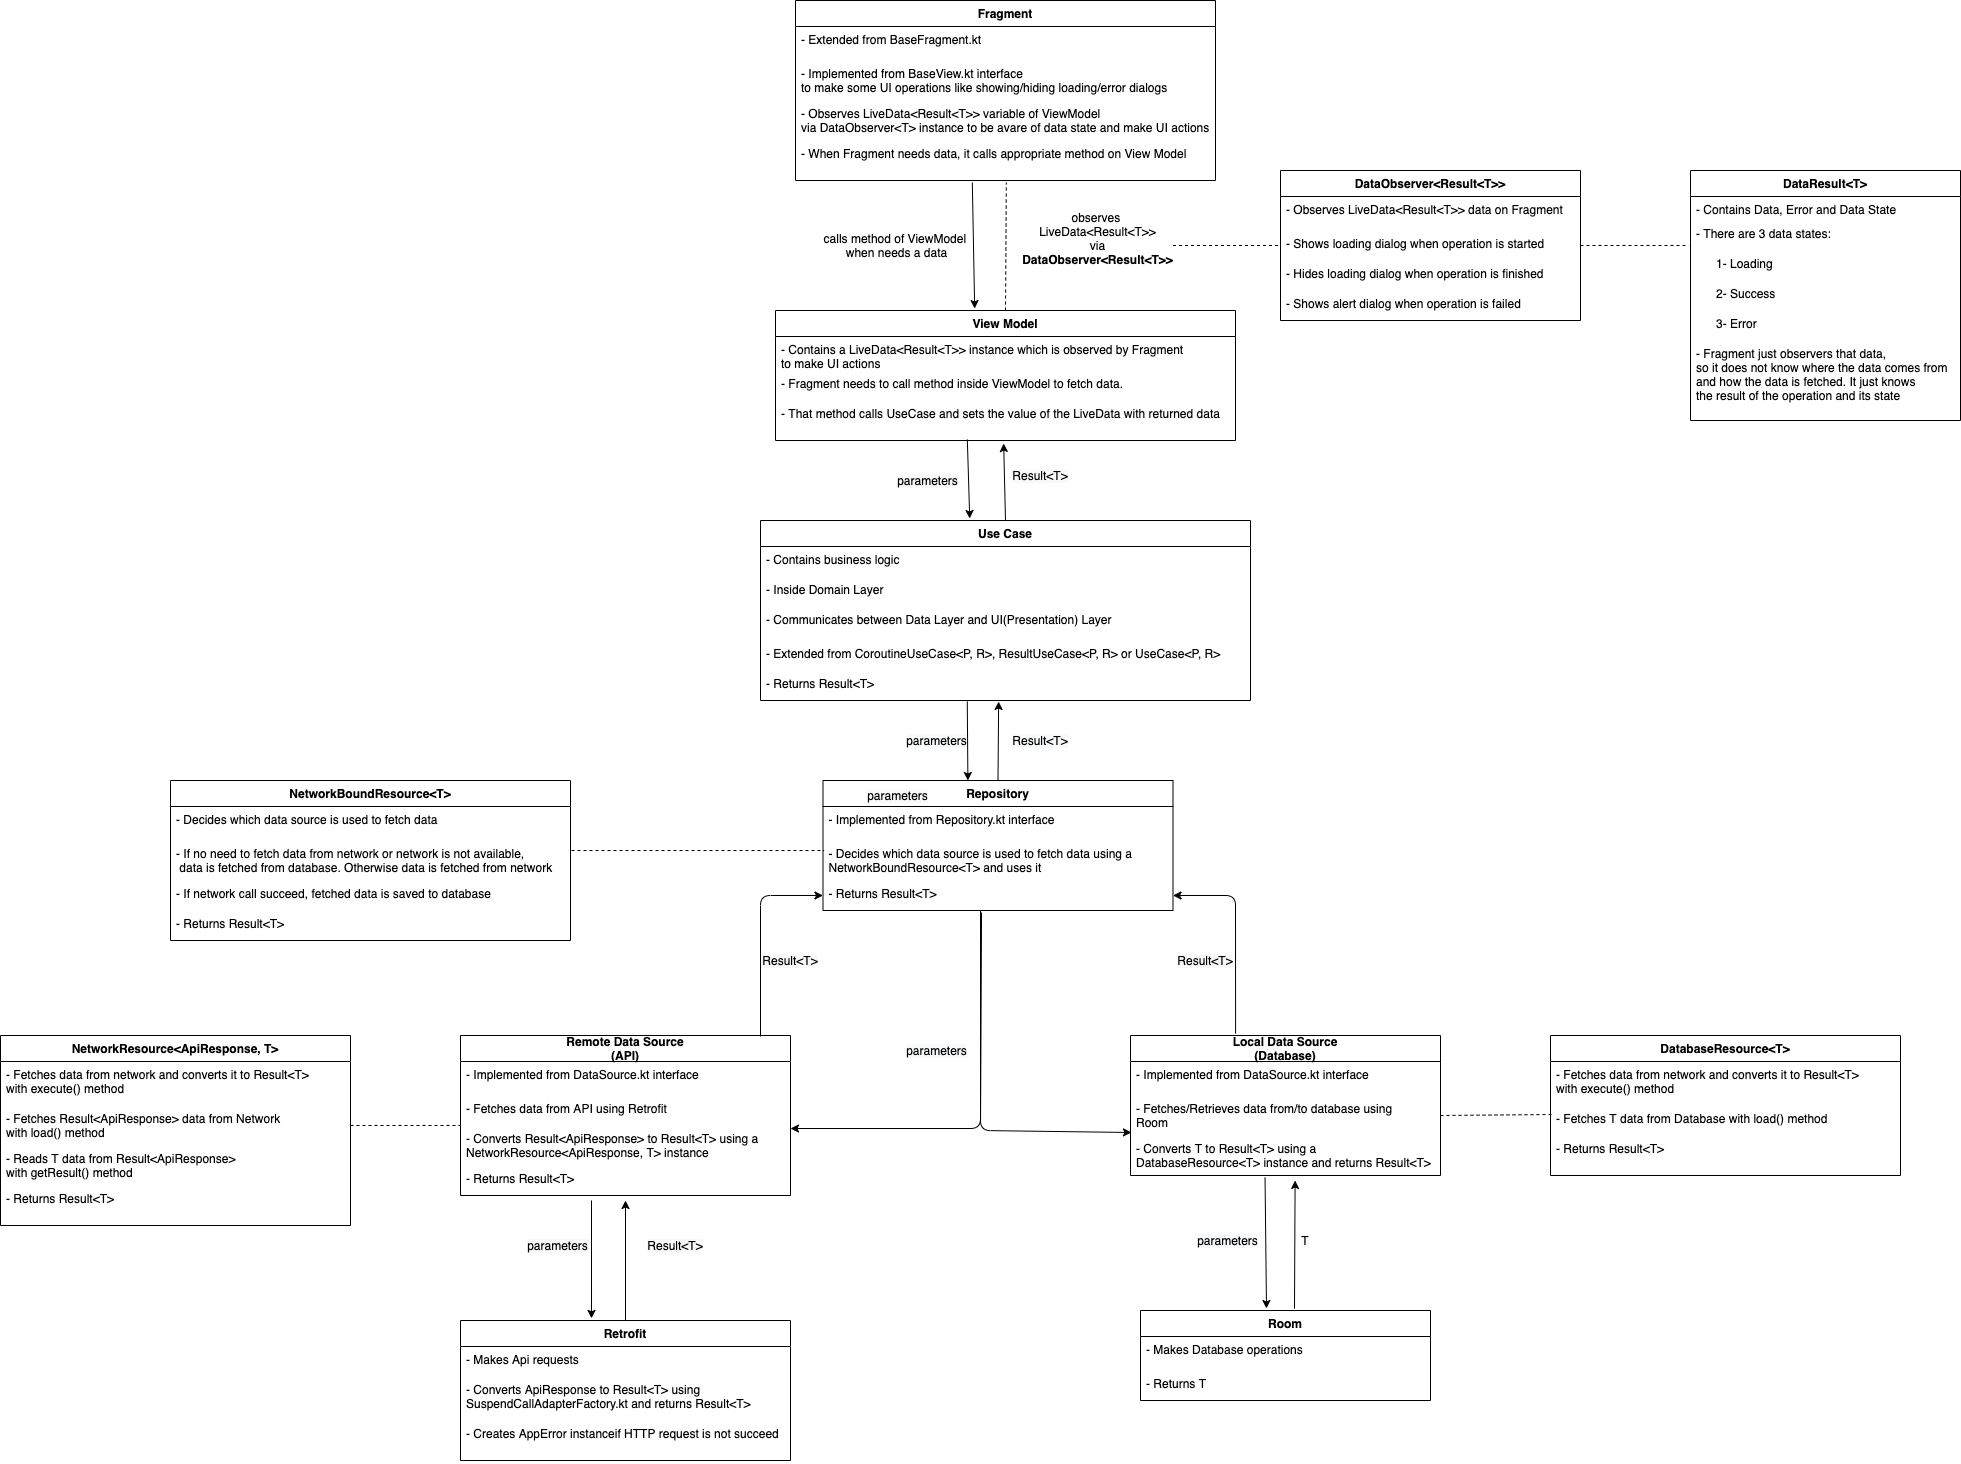 Fragment
- Extended from BaseFragment.kt
- Implemented from BaseView.kt interface
to make some UI operations like showing/hiding loading/error dialogs
- Observes LiveData<Result<T>> variable of ViewModel
via DataObserver<T> instance to be aware of data state and make UI actions
- When Fragment needs data, it calls appropriate method on View Model
calls method of ViewModel
when needs a data
observes
LiveData<Result<T>>
via
DataObserver<Result<T>>
DataObserver<Result<T>>
- Observes LiveData<Result<T>> data on Fragment
- Shows loading dialog when operation is started
- Hides loading dialog when operation is finished
- Shows alert dialog when operation is failed
DataResult<T>
- Contains Data, Error and Data State
- There are 3 data states:
1- Loading
2- Success
3- Error
- Fragment just observers that data,
so it does not know where the data comes from
and how the data is fetched. It just knows
the result of the operation and its state
View Model
- Contains a LiveData<Result<T>> instance which is observed by Fragment
to make UI actions
- Fragment needs to call method inside ViewModel to fetch data.
- That method calls UseCase and sets the value of the LiveData with returned data
parameters
Result<T>
Use Case
- Contains business logic
- Inside Domain Layer
- Communicates between Data Layer and UI(Presentation) Layer
- Extended from CoroutineUseCase<P, R>, ResultUseCase<P, R> or UseCase<P, R>
- Returns Result<T>
parameters
Result<T>
NetworkBoundResource<T>
- Decides which data source is used to fetch data
- If no need to fetch data from network or network is not available,
data is fetched from database. Otherwise data is fetched from network
- If network call succeed, fetched data is saved to database
- Returns Result<T>
parameters
Repository
- Implemented from Repository.kt interface
- Decides which data source is used to fetch data using a
NetworkBoundResource<T> and uses it
- Returns Result<T>
Result<T>
Result<T>
parameters
NetworkResource<ApiResponse, T>
- Fetches data from network and converts it to Result<T>
with execute() method
- Fetches Result<ApiResponse> data from Network
with load() method
- Reads T data from Result<ApiResponse>
with getResult() method
- Returns Result<T>
Remote Data Source
(API)
- Implemented from DataSource.kt interface
- Fetches data from API using Retrofit
- Converts Result<ApiResponse> to Result<T> using a
NetworkResource<ApiResponse, T> instance
- Returns Result<T>
Local Data Source
(Database)
- Implemented from DataSource.kt interface
- Fetches/Retrieves data from/to database using
Room
- Converts T to Result<T> using a
DatabaseResource<T> instance and returns Result<T>
DatabaseResource<T>
- Fetches data from network and converts it to Result<T>
with execute() method
- Fetches T data from Database with load() method
- Returns Result<T>
parameters
Result<T>
parameters
T
Retrofit
- Makes Api requests
- Converts ApiResponse to Result<T> using
SuspendCallAdapterFactory.kt and returns Result<T>
- Creates AppError instanceif HTTP request is not succeed
Room
- Makes Database operations
- Returns T